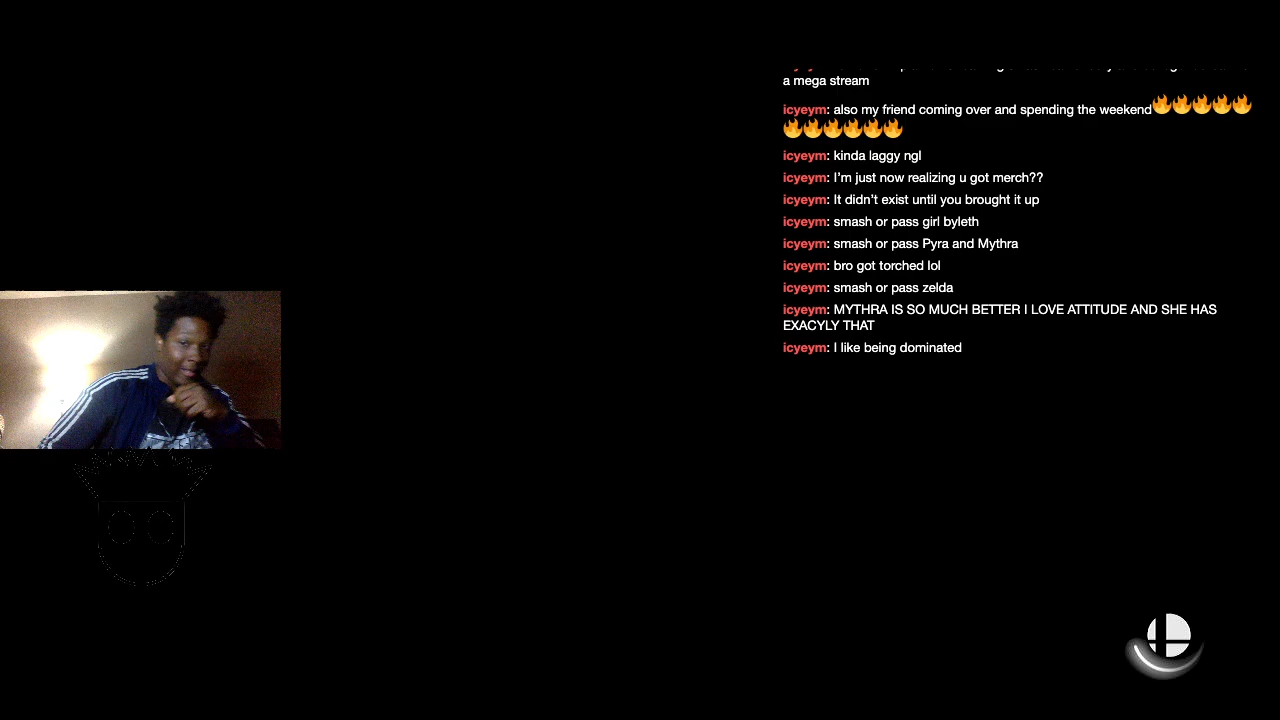 a mega stream
icyeym: also my friend coming over and spending the weekend🔥🔥🔥🔥🔥
🔥🔥🔥🔥🔥🔥
icyeym: kinda laggy ngl
icyeym: I'm just now realizing u got merch??
icyeym: It didn't exist until you brought it up
icyeym: smash or pass girl byleth
icyeym: smash or pass Pyra and Mythra
icyeym: bro got torched lol
icyeym: smash or pass zelda
icyeym: MYTHRA IS SO MUCH BETTER I LOVE ATTITUDE AND SHE HAS
EXACYLY THAT
icyeym: I like being dominated